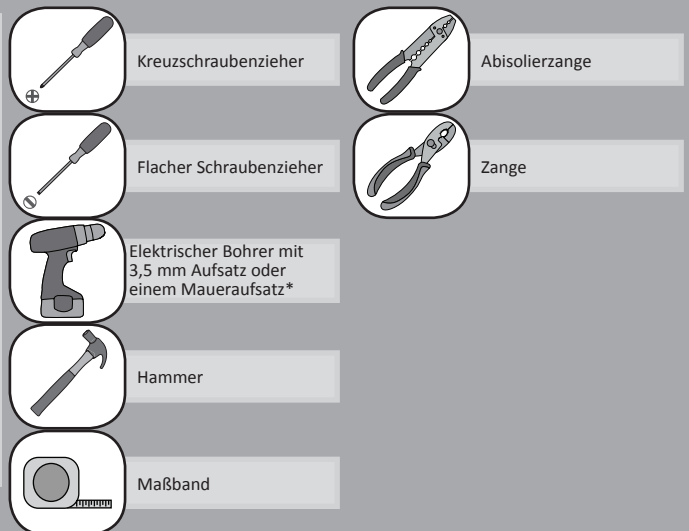 Kreuzschraubenzieher
Flacher Schraubenzieher
Elektrischer Bohrer mit
3,5 mm Aufsatz oder
einem Maueraufsatz*
Hammer
Maßband
Abisolierzange
Zange